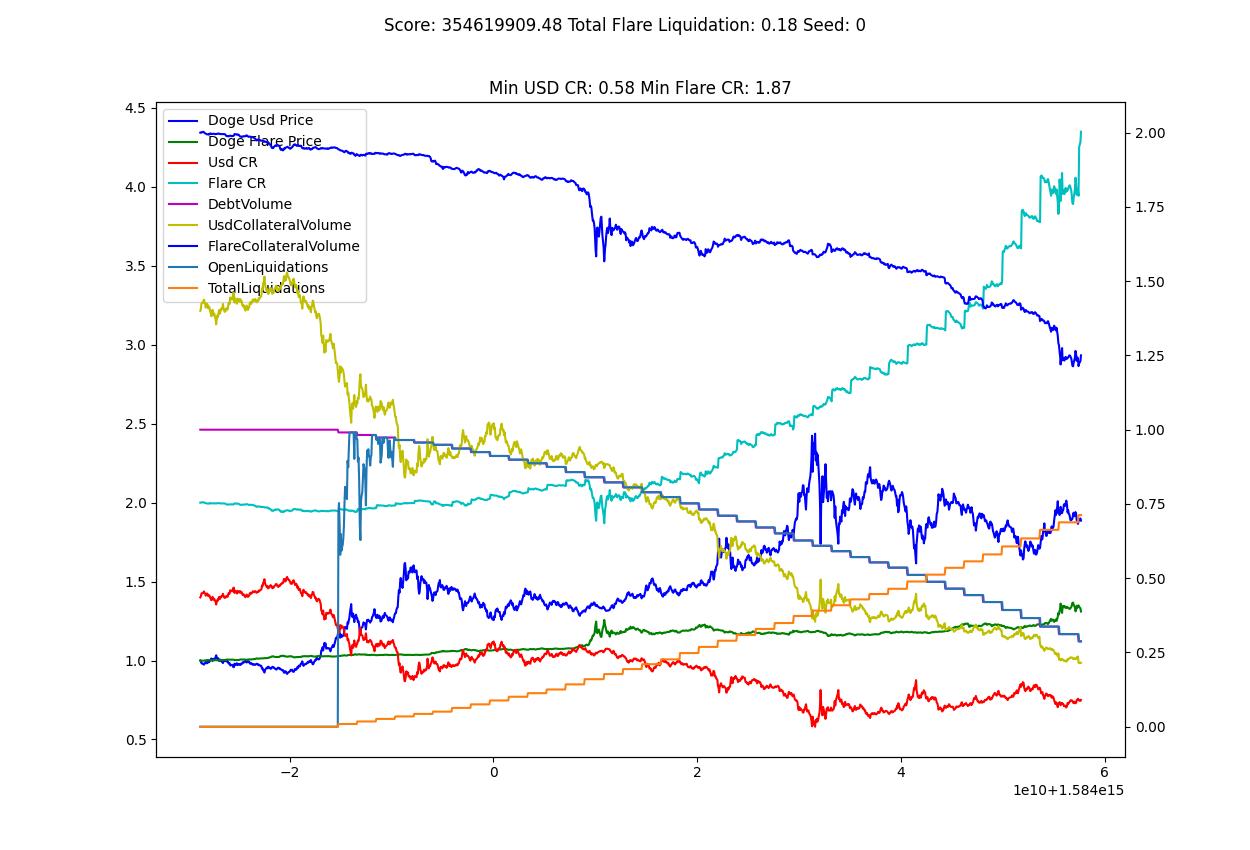 Score: 354619909.48 Total Flare Liquidation: 0.18 Seed: 0
Min USD CR: 0.58 Min Flare CR: 1.87
Doge Usd Price
Doge Flare Price
Usd CR
Flare CR
DebtVolume
UsdCollateralVolume
FlareCollateralVolume
OpenLiquidations
TotalLiquidations
4.5
4.0
3.5
3.0
2.5
2.0
1.5
1.0
0.5
2.00
1.75
1.50
1.25
1.00
0.75
0.50
0.25
0.00
−2 0 2 4 6
1e10+1.584e15